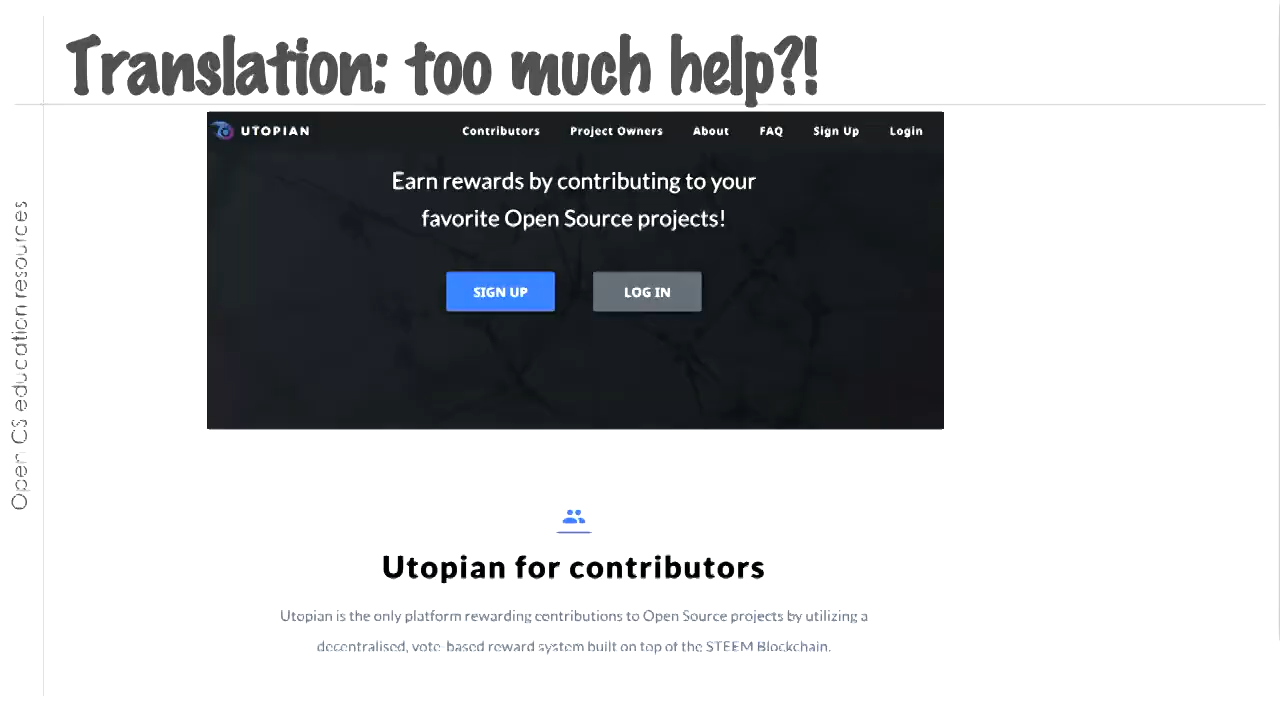 Translation: too much help?!
Open CS education resources
UTOPIAN
Contributors Project Owners About FAQ Sign Up Login
Earn rewards by contributing to your
favorite Open Source projects!
SIGN UP LOG IN
Utopian for contributors
Utopian is the only platform rewarding contributions to Open Source projects by utilizing a
decentralised, vote-based reward system built on top of the STEEM Blockchain.